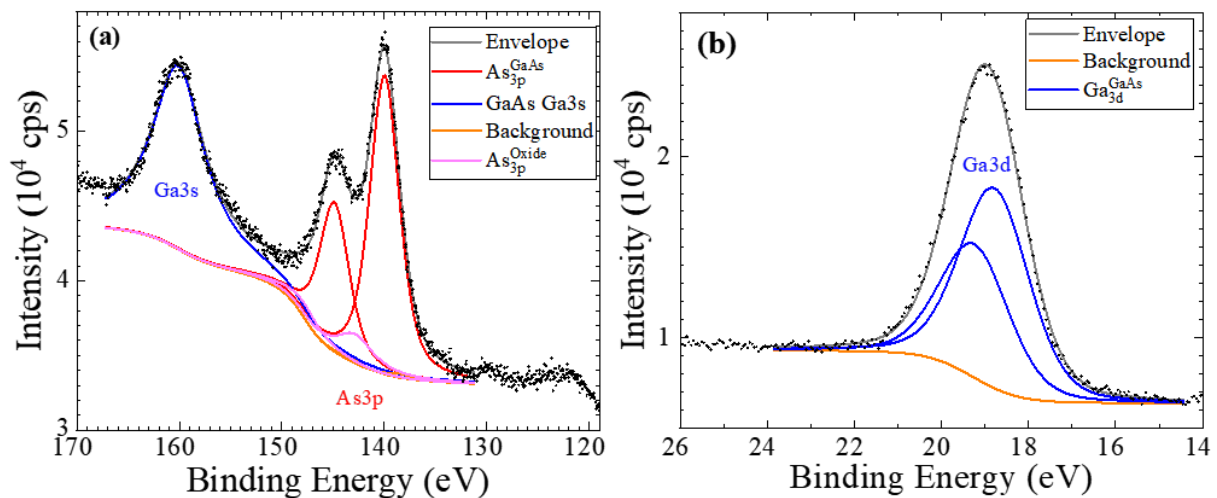 (a)
Envelope
As3p GaAs
GaAs Ga3s
Background
As3p Oxide
Ga3s
As3p
5
4
3
170 160 150 140 130 120
Binding Energy (eV)
Intensity (10^4 cps)
(b)
Envelope
Background
Ga3d GaAs
Ga3d
2
1
26 24 22 20 18 16 14
Binding Energy (eV)
Intensity (10^4 cps)